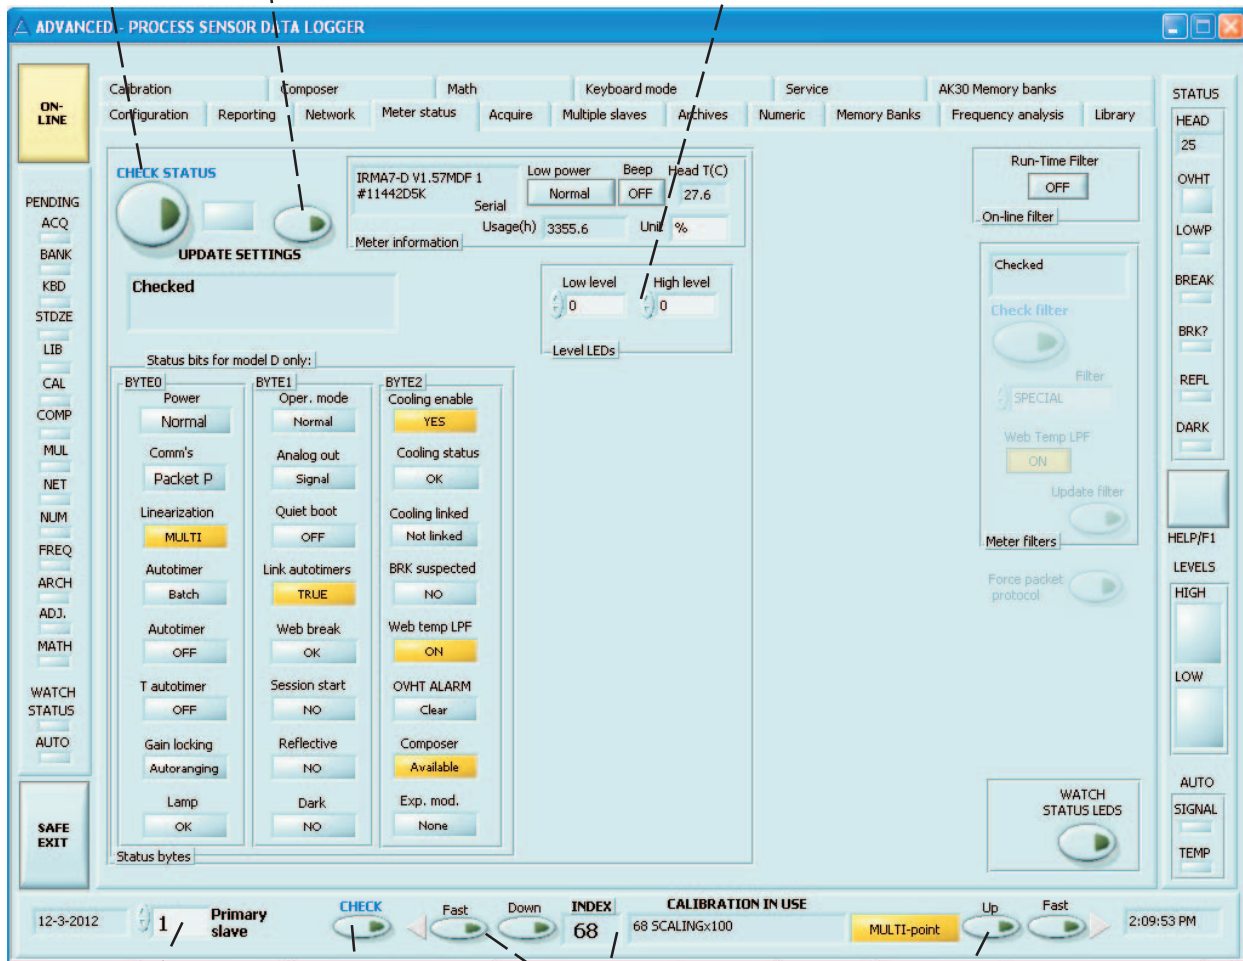 ADVANCED - PROCESS SENSOR DATA LOGGER
ON-
LINE
Calibration Composer Math Keyboard mode Service AK30 Memory banks
Configuration Reporting Network Meter status Acquire Multiple slaves Archives Numeric Memory Banks Frequency analysis Library
PENDING
ACQ
BANK
KBD
STDZE
LIB
CAL
COMP
MUL
NET
NUM
FREQ
ARCH
ADJ.
MATH
WATCH
STATUS
AUTO
SAFE
EXIT
CHECK STATUS
UPDATE SETTINGS
Checked
IRMA7-D V1.57MDF 1
#11442D5K
Serial
Low power Beep Head T(C)
Normal OFF 27.6
Usage(h) 3355.6 Unit %
Meter information
Low level High level
0 0
Level LEDs
Status bits for model D only:
BYTE0
Power
Normal
Comm's
Packet P
Linearization
MULTI
Autotimer
Batch
Autotimer
OFF
T autotimer
OFF
Gain locking
Autoranging
Lamp
OK
BYTE1
Oper. mode
Normal
Analog out
Signal
Quiet boot
OFF
Link autotimers
TRUE
Web break
OK
Session start
NO
Reflective
NO
Dark
NO
BYTE2
Cooling enable
YES
Cooling status
OK
Cooling linked
Not linked
BRK suspected
NO
Web temp LPF
ON
OVHT ALARM
Clear
Composer
Available
Exp. mod.
None
Status bytes
Run-Time Filter
OFF
On-line filter
Checked
Check filter
Filter
SPECIAL
Web Temp LPF
ON
Update filter
Meter filters
Force packet
protocol
WATCH
STATUS LEDS
STATUS
HEAD
25
OVHT
LOWP
BREAK
BRK?
REFL
DARK
HELP/F1
LEVELS
HIGH
LOW
AUTO
SIGNAL
TEMP
12-3-2012
1
Primary
slave
CHECK
Fast
Down
INDEX
68
CALIBRATION IN USE
68 SCALINGx100
MULTI-point
Up
Fast
2:09:53 PM